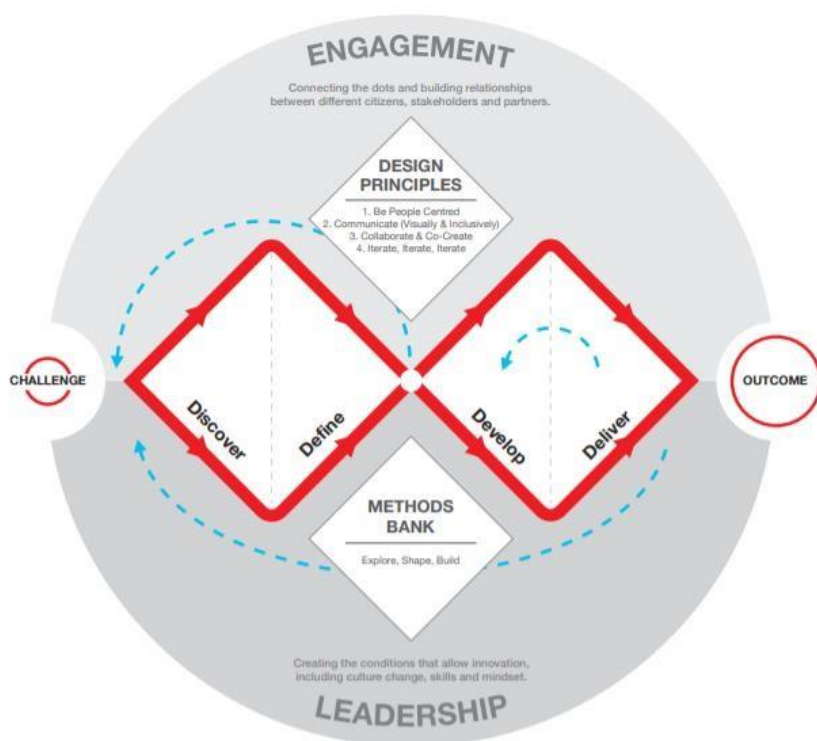 ENGAGEMENT
Connecting the dots and building relationships
between different citizens, stakeholders and partners.
DESIGN
PRINCIPLES
1. Be People Centred
2. Communicate (Visually & Inclusively)
3. Collaborate & Co-Create
4. Iterate, Iterate, Iterate
CHALLENGE
OUTCOME
Discover
Define
Develop
Deliver
METHODS
BANK
Explore, Shape, Build
Creating the conditions that allow innovation,
including culture change, skills and mindset.
LEADERSHIP